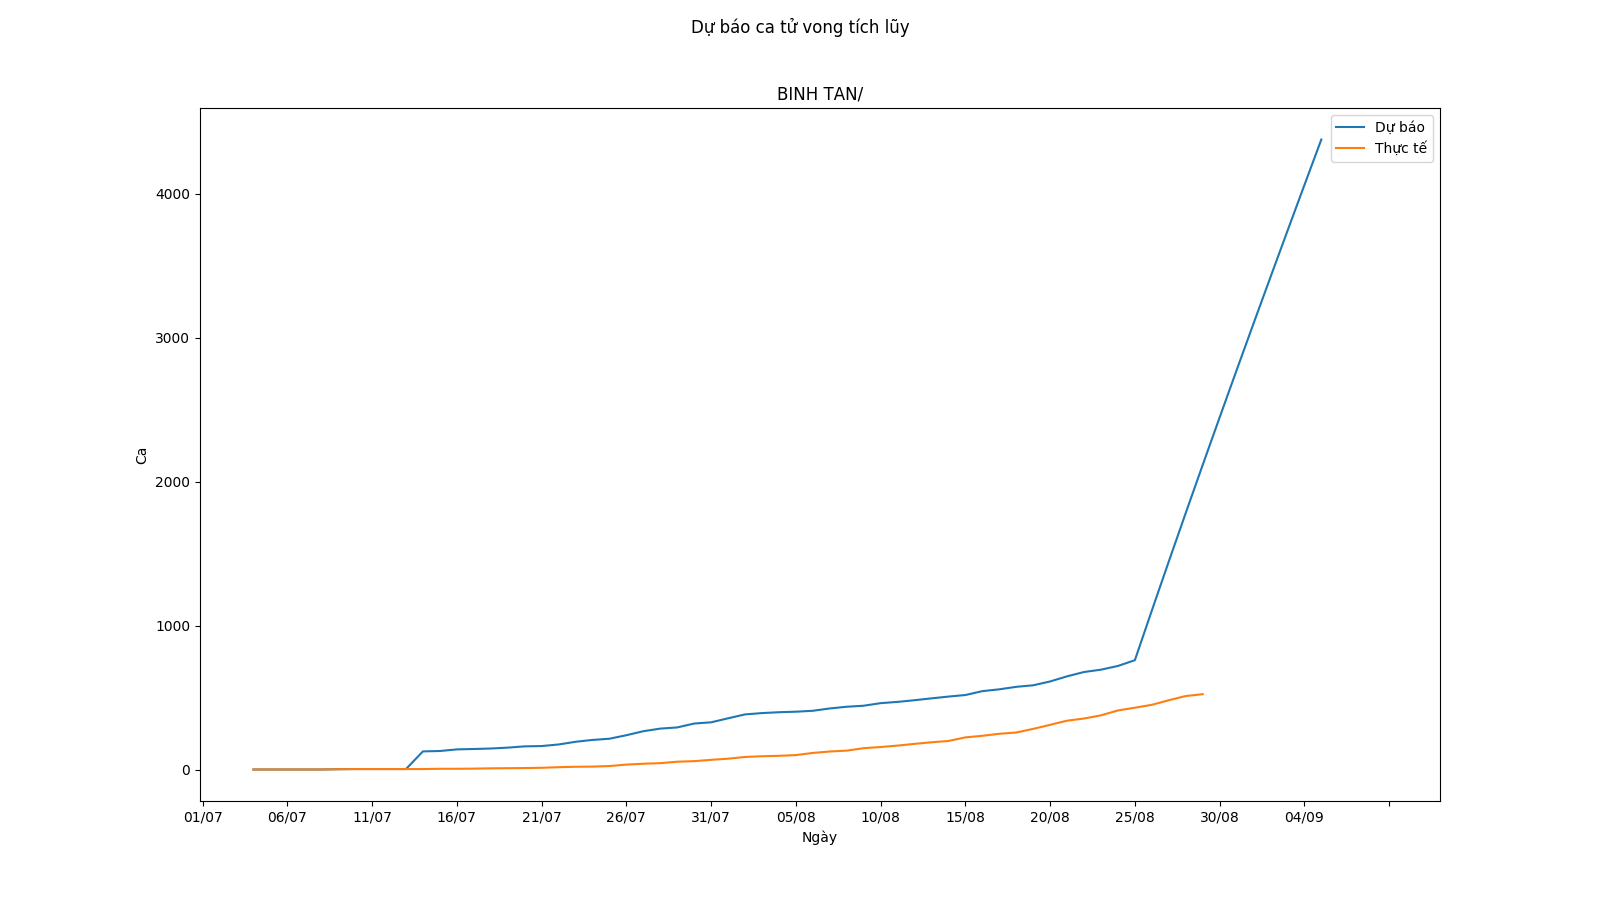 Dự báo ca tử vong tích lũy
BINH TAN/
Dự báo
Thực tế
4000
3000
2000
1000
0
Ca
01/07 06/07 11/07 16/07 21/07 26/07 31/07 05/08 10/08 15/08 20/08 25/08 30/08 04/09
Ngày